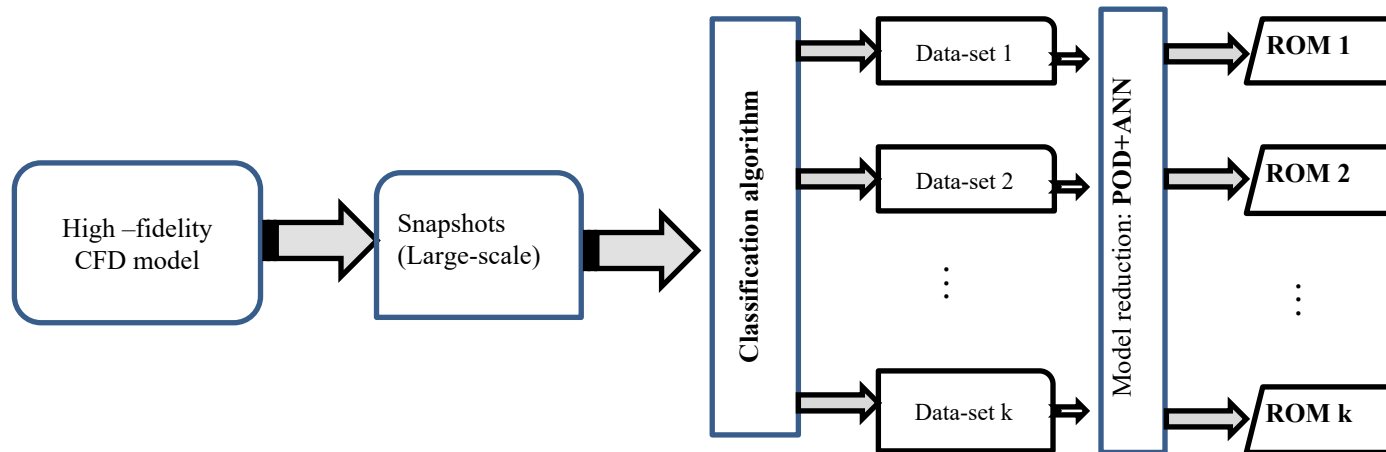 High –fidelity
CFD model
Snapshots
(Large-scale)
Classification algorithm
Data-set 1
Data-set 2
⋮
Data-set k
Model reduction: POD+ANN
ROM 1
ROM 2
⋮
ROM k